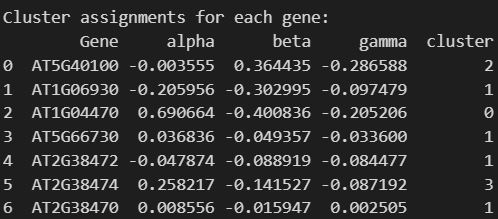 Cluster assignments for each gene:
Gene alpha beta gamma cluster
0 AT5G40100 -0.003555 0.364435 -0.286588 2
1 AT1G06930 -0.205956 -0.302995 -0.097479 1
2 AT1G04470 0.690664 -0.400836 -0.205206 0
3 AT5G66730 0.036836 -0.049357 -0.033600 1
4 AT2G38472 -0.047874 -0.088919 -0.084477 1
5 AT2G38474 0.258217 -0.141527 -0.087192 3
6 AT2G38470 0.008556 -0.015947 0.002505 1